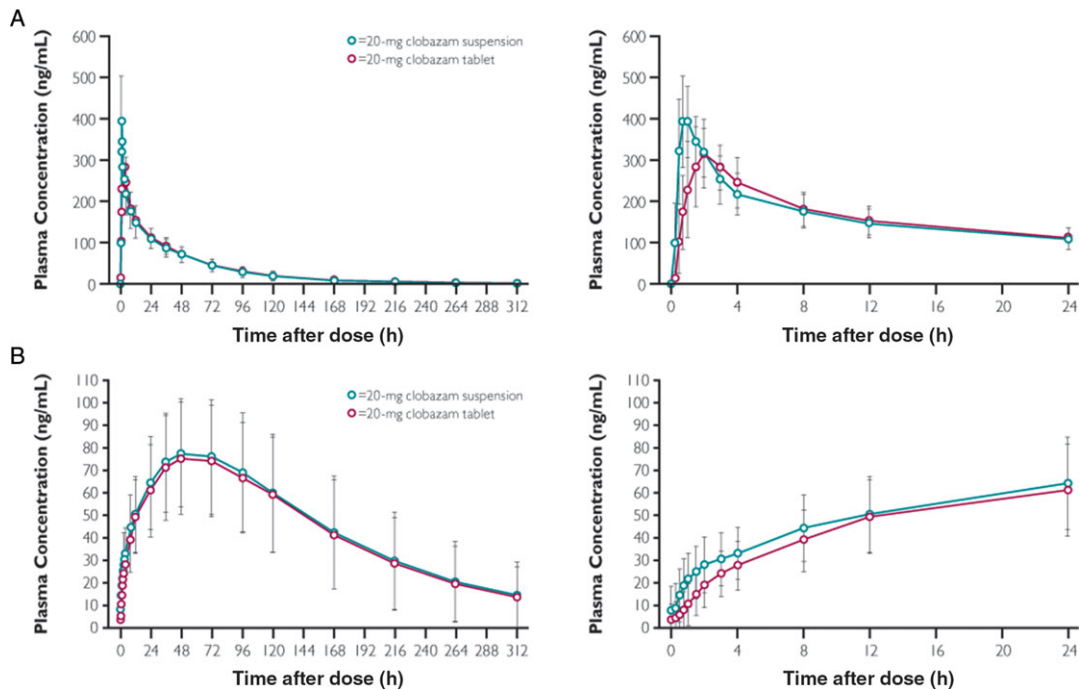 A
Plasma Concentration (ng/mL)
600
500
400
300
200
100
0
=20-mg clobazam suspension
=20-mg clobazam tablet
0 24 48 72 96 120 144 168 192 216 240 264 288 312
Time after dose (h)
Plasma Concentration (ng/mL)
600
500
400
300
200
100
0
0 4 8 12 16 20 24
Time after dose (h)
B
Plasma Concentration (ng/mL)
110
100
90
80
70
60
50
40
30
20
10
0
=20-mg clobazam suspension
=20-mg clobazam tablet
0 24 48 72 96 120 144 168 192 216 240 264 288 312
Time after dose (h)
Plasma Concentration (ng/mL)
110
100
90
80
70
60
50
40
30
20
10
0
0 4 8 12 16 20 24
Time after dose (h)